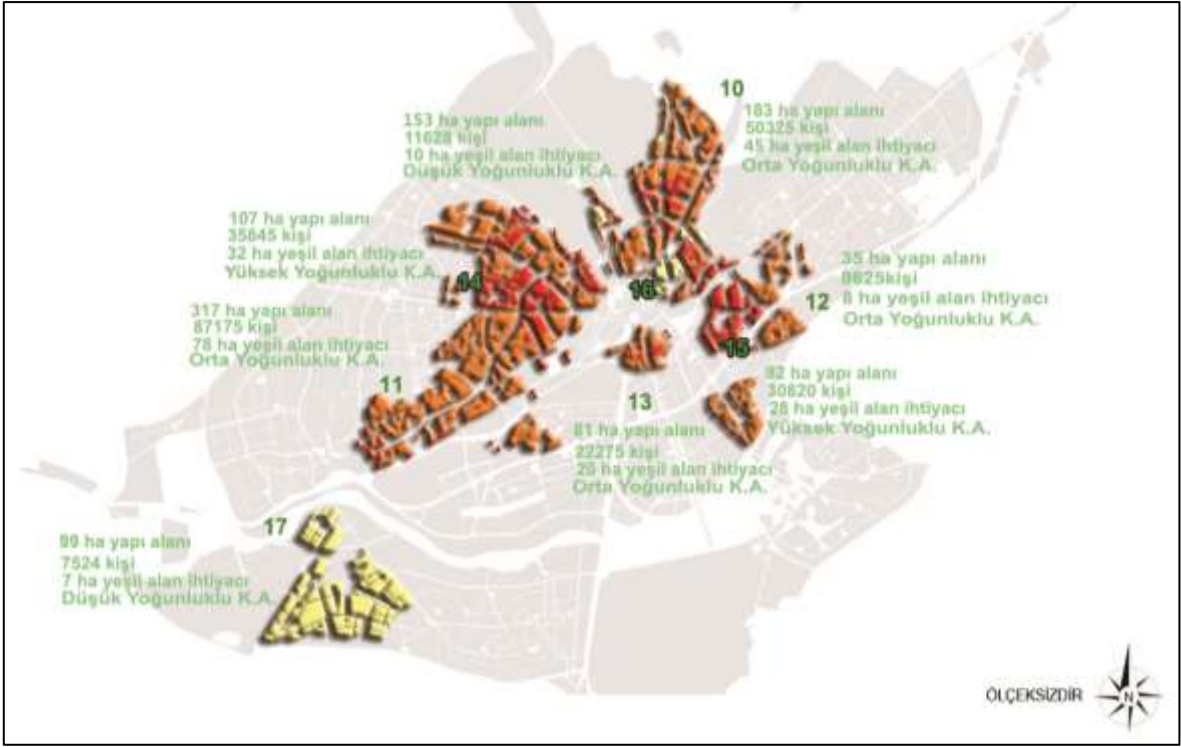 10
183 ha yapı alanı
50325 kişi
45 ha yeşil alan ihtiyacı
Orta Yoğunluklu K.A.
153 ha yapı alanı
11628 kişi
10 ha yeşil alan ihtiyacı
Düşük Yoğunluklu K.A.
107 ha yapı alanı
35845 kişi
32 ha yeşil alan ihtiyacı
Yüksek Yoğunluklu K.A.
14
16
35 ha yapı alanı
9625kişi
12
8 ha yeşil alan ihtiyacı
Orta Yoğunluklu K.A.
317 ha yapı alanı
87175 kişi
78 ha yeşil alan ihtiyacı
Orta Yoğunluklu K.A.
15
11
13
92 ha yapı alanı
30820 kişi
28 ha yeşil alan ihtiyacı
Yüksek Yoğunluklu K.A.
81 ha yapı alanı
22275 kişi
20 ha yeşil alan ihtiyacı
Orta Yoğunluklu K.A.
17
99 ha yapı alanı
7524 kişi
7 ha yeşil alan ihtiyacı
Düşük Yoğunluklu K.A.
ÖLÇEKSİZDİR
N